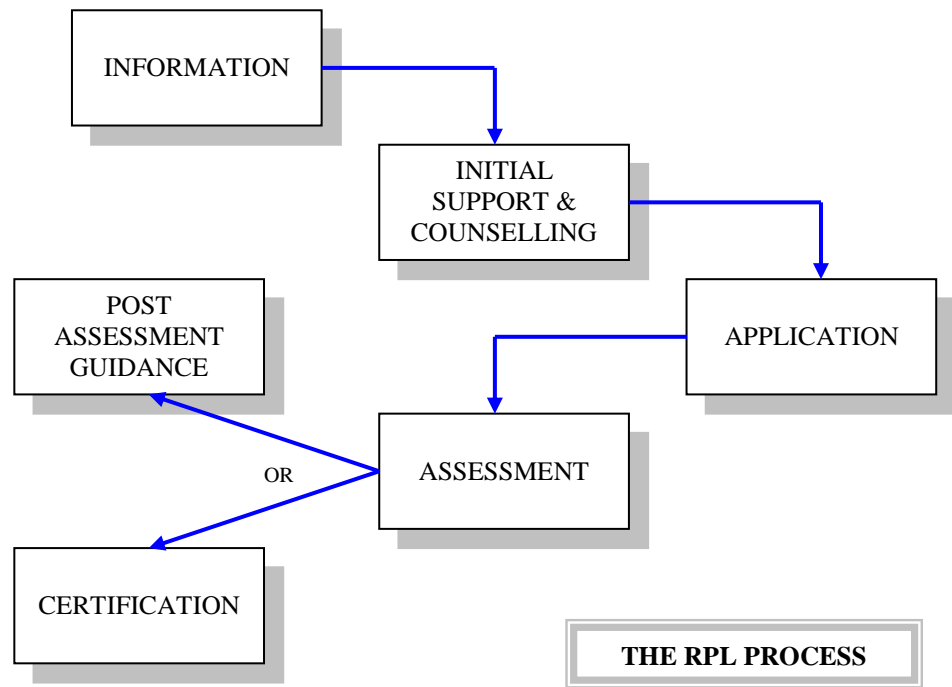 INFORMATION
INITIAL
SUPPORT &
COUNSELLING
APPLICATION
POST
ASSESSMENT
GUIDANCE
ASSESSMENT
OR
CERTIFICATION
THE RPL PROCESS